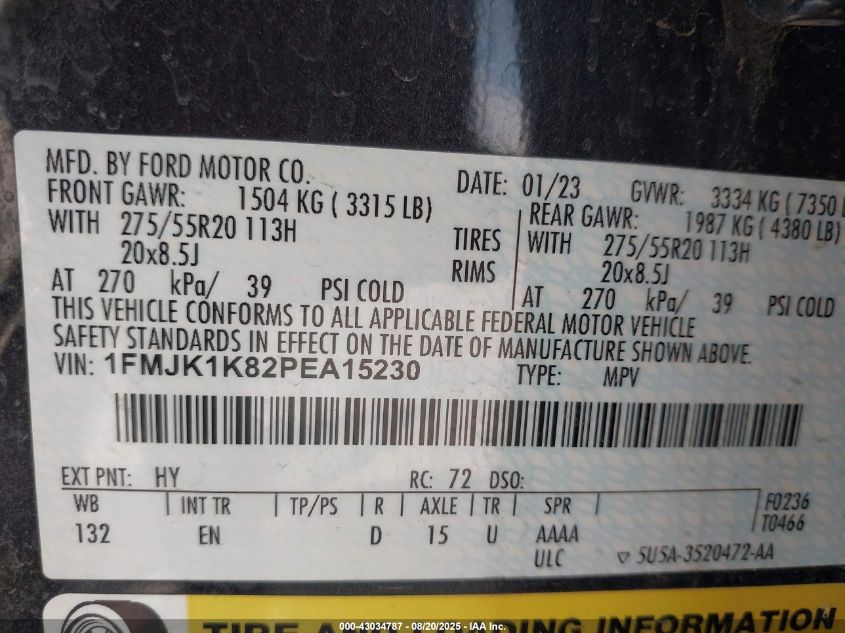 MFD. BY FORD MOTOR CO.
DATE: 01/23 GVWR: 3334 KG ( 7350 L
FRONT GAWR: 1504 KG ( 3315 LB)
REAR GAWR: 1987 KG ( 4380 LB)
WITH 275/55R20 113H TIRES WITH 275/55R20 113H
20x8.5J RIMS 20x8.5J
AT 270 kPa/ 39 PSI COLD AT 270 kPa/ 39 PSI COLD
THIS VEHICLE CONFORMS TO ALL APPLICABLE FEDERAL MOTOR VEHICLE
SAFETY STANDARDS IN EFFECT ON THE DATE OF MANUFACTURE SHOWN ABOVE.
VIN: 1FMJK1K82PEA15230 TYPE: MPV
EXT PNT: HY RC: 72 DSO:
WB | INT TR | TP/PS | R | AXLE | TR | SPR | F0236
132 EN D 15 U AAAA T0466
ULC ▽ 5U5A-3520472-AA
TIRE A DING INFORMATION
000-43034787 - 08/20/2025 - IAA Inc.